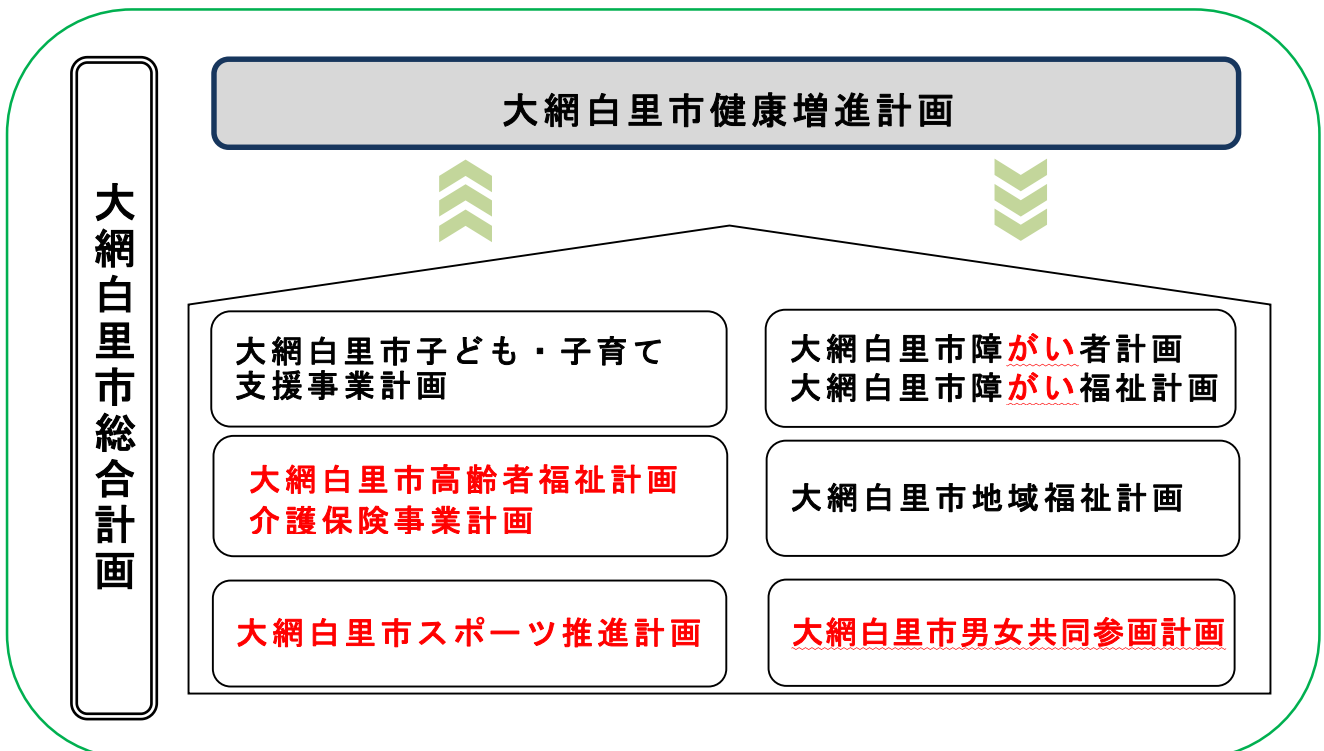 大網白里市総合計画
大網白里市健康増進計画
大網白里市子ども・子育て
支援事業計画
大網白里市障がい者計画
大網白里市障がい福祉計画
大網白里市高齢者福祉計画
介護保険事業計画
大網白里市地域福祉計画
大網白里市スポーツ推進計画
大網白里市男女共同参画計画